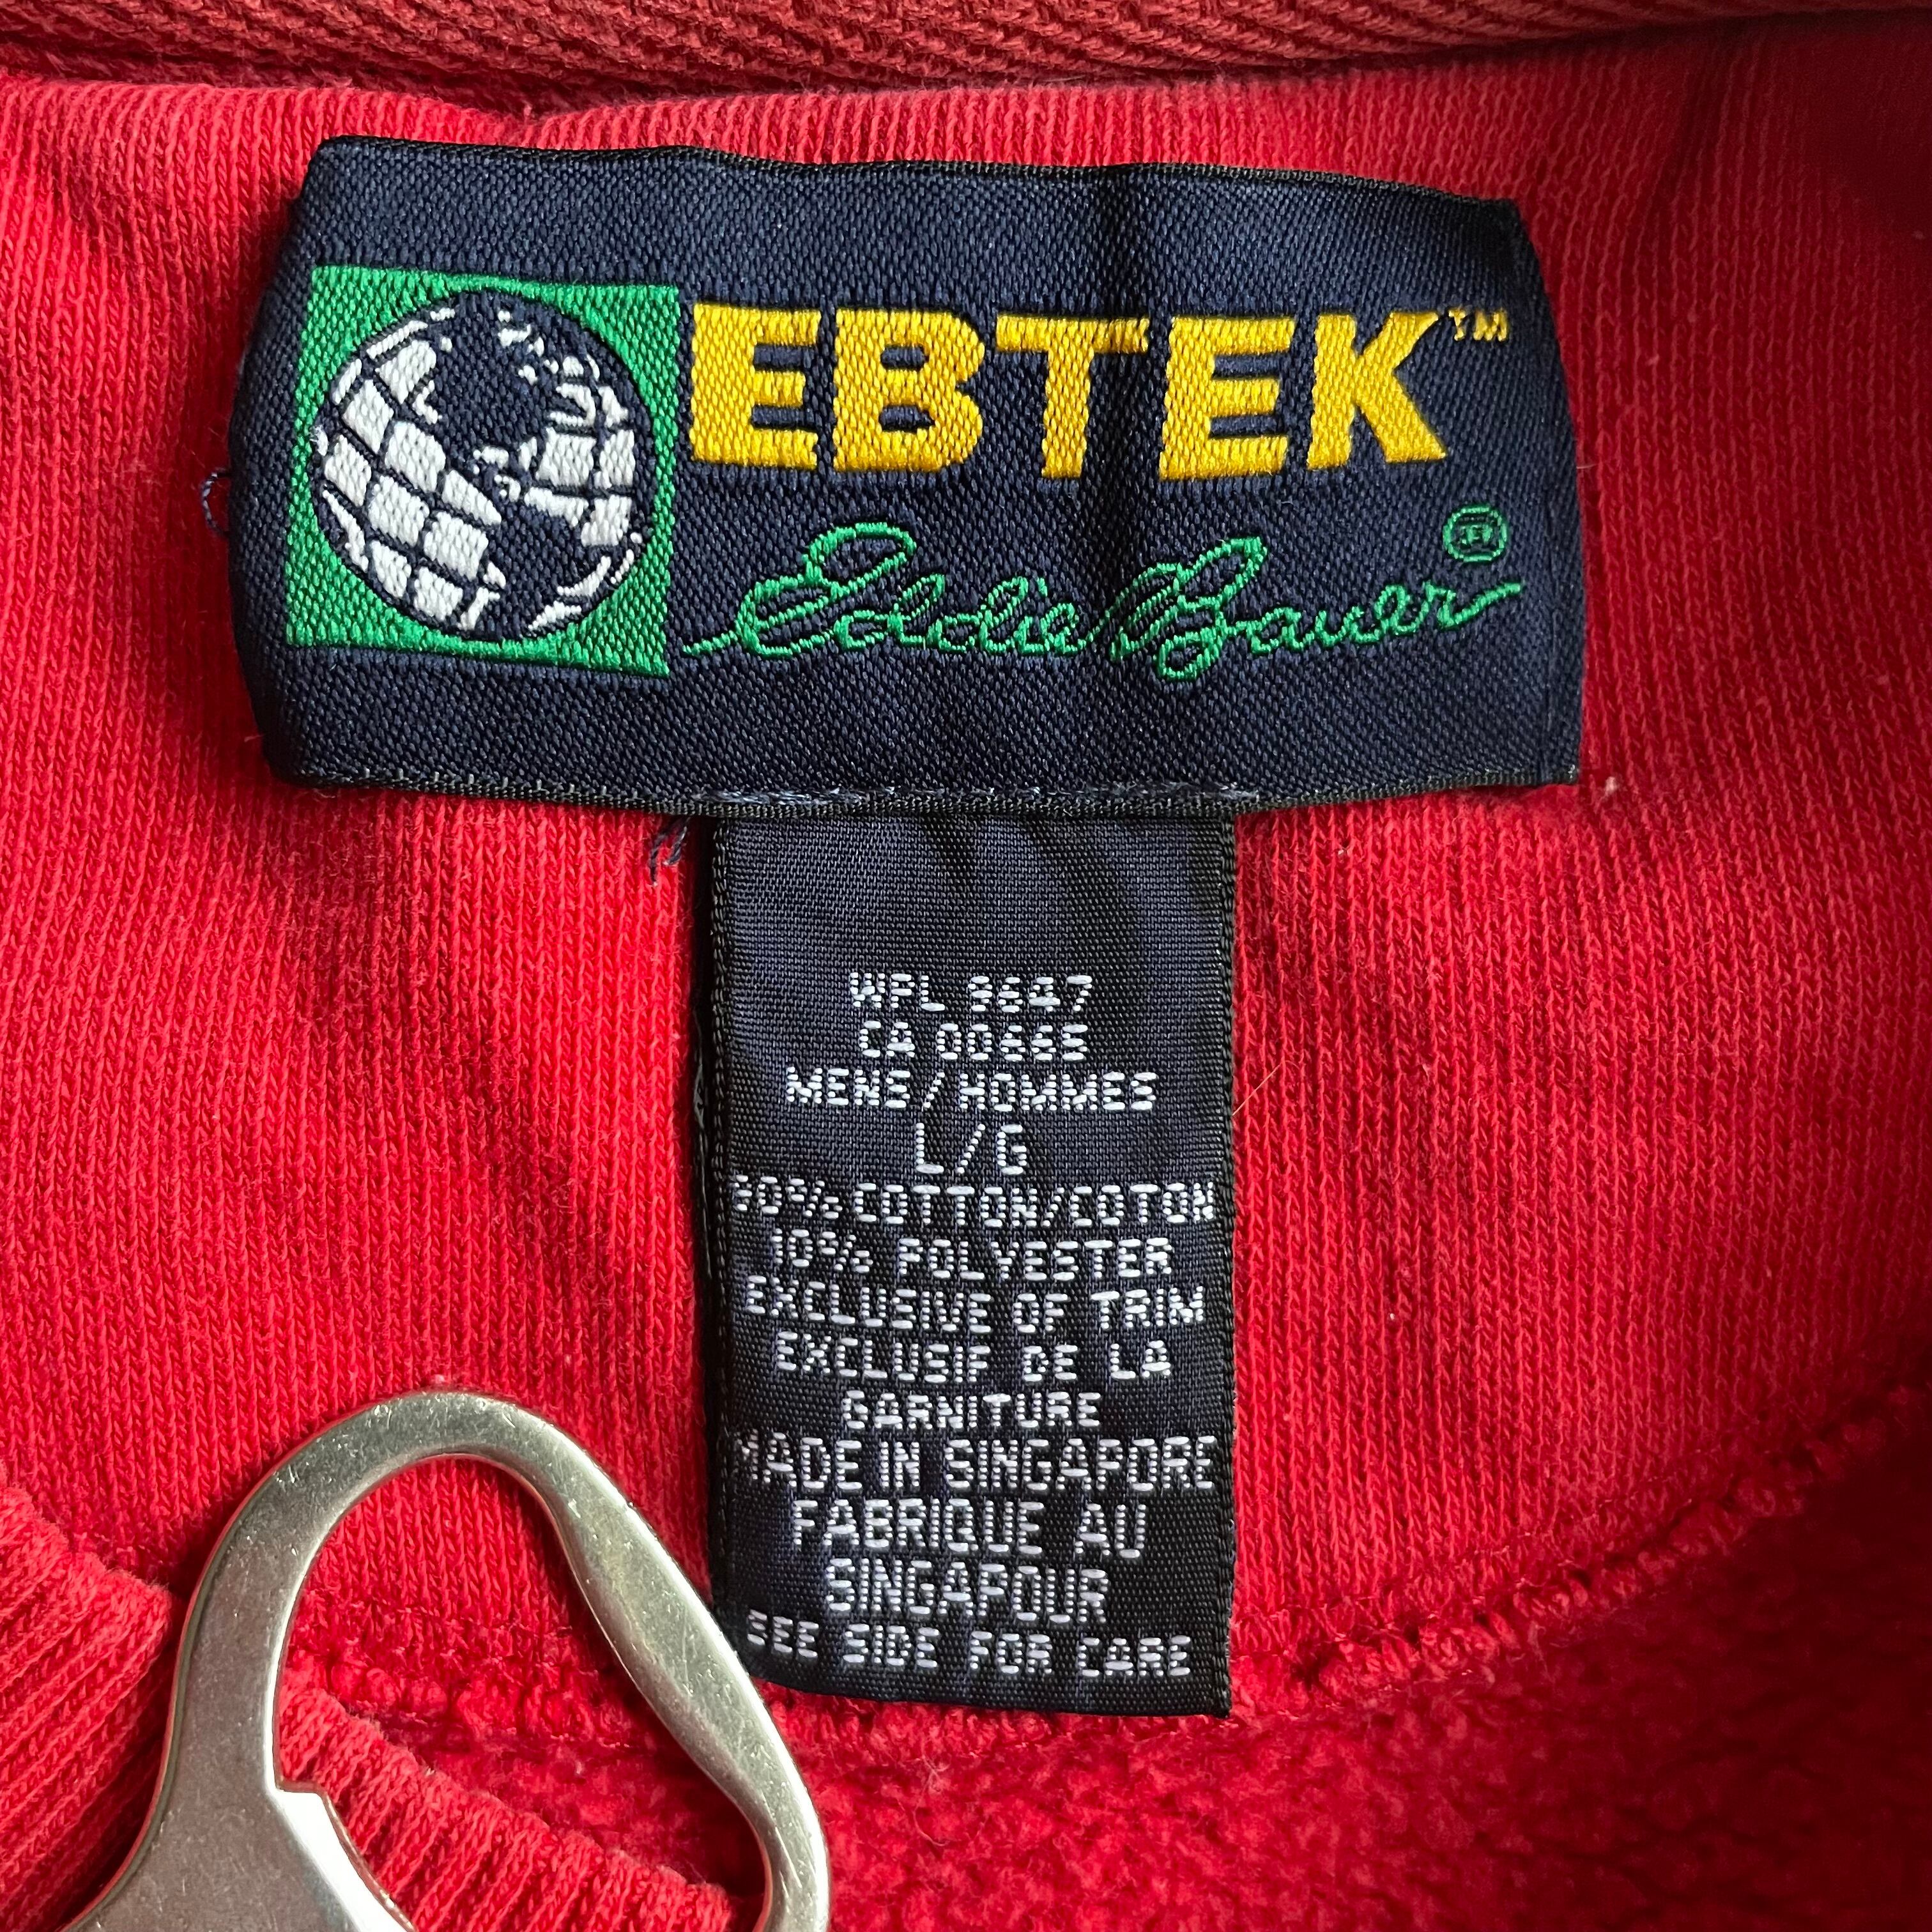 EBTEK™
Eddie Bauer®
WPL 8647
CA 00665
MENS/HOMMES
L/G
90% COTTON/COTON
10% POLYESTER
EXCLUSIVE OF TRIM
EXCLUSIF DE LA
GARNITURE
MADE IN SINGAPORE
FABRIQUE AU
SINGAPOUR
SEE SIDE FOR CARE